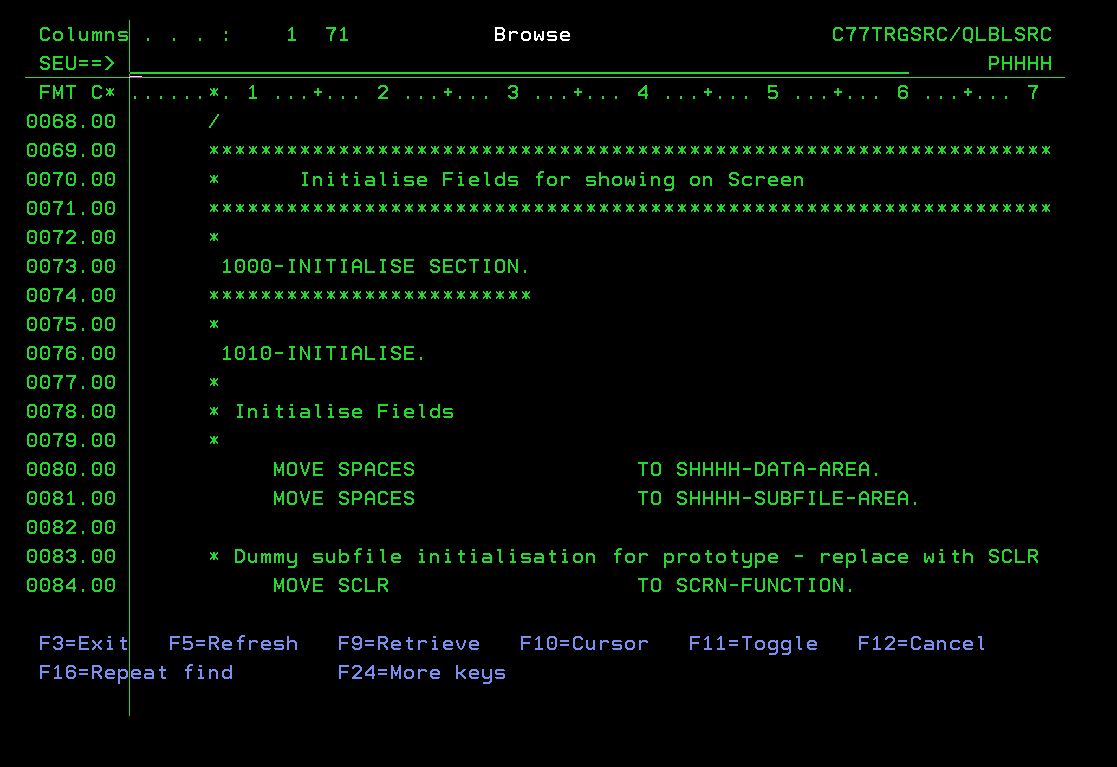 Columns . . . :    1  71           Browse                    C77TRGSRC/QLBLSRC
SEU==> PHHHH
FMT C* ......*. 1 ...+... 2 ...+... 3 ...+... 4 ...+... 5 ...+... 6 ...+... 7
0068.00       /
0069.00       *****************************************************************
0070.00       *      Initialise Fields for showing on Screen
0071.00       *****************************************************************
0072.00       *
0073.00        1000-INITIALISE SECTION.
0074.00       *************************
0075.00       *
0076.00        1010-INITIALISE.
0077.00       *
0078.00       * Initialise Fields
0079.00       *
0080.00            MOVE SPACES                 TO SHHHH-DATA-AREA.
0081.00            MOVE SPACES                 TO SHHHH-SUBFILE-AREA.
0082.00
0083.00       * Dummy subfile initialisation for prototype - replace with SCLR
0084.00            MOVE SCLR                   TO SCRN-FUNCTION.
F3=Exit   F5=Refresh   F9=Retrieve   F10=Cursor   F11=Toggle   F12=Cancel
F16=Repeat find        F24=More keys